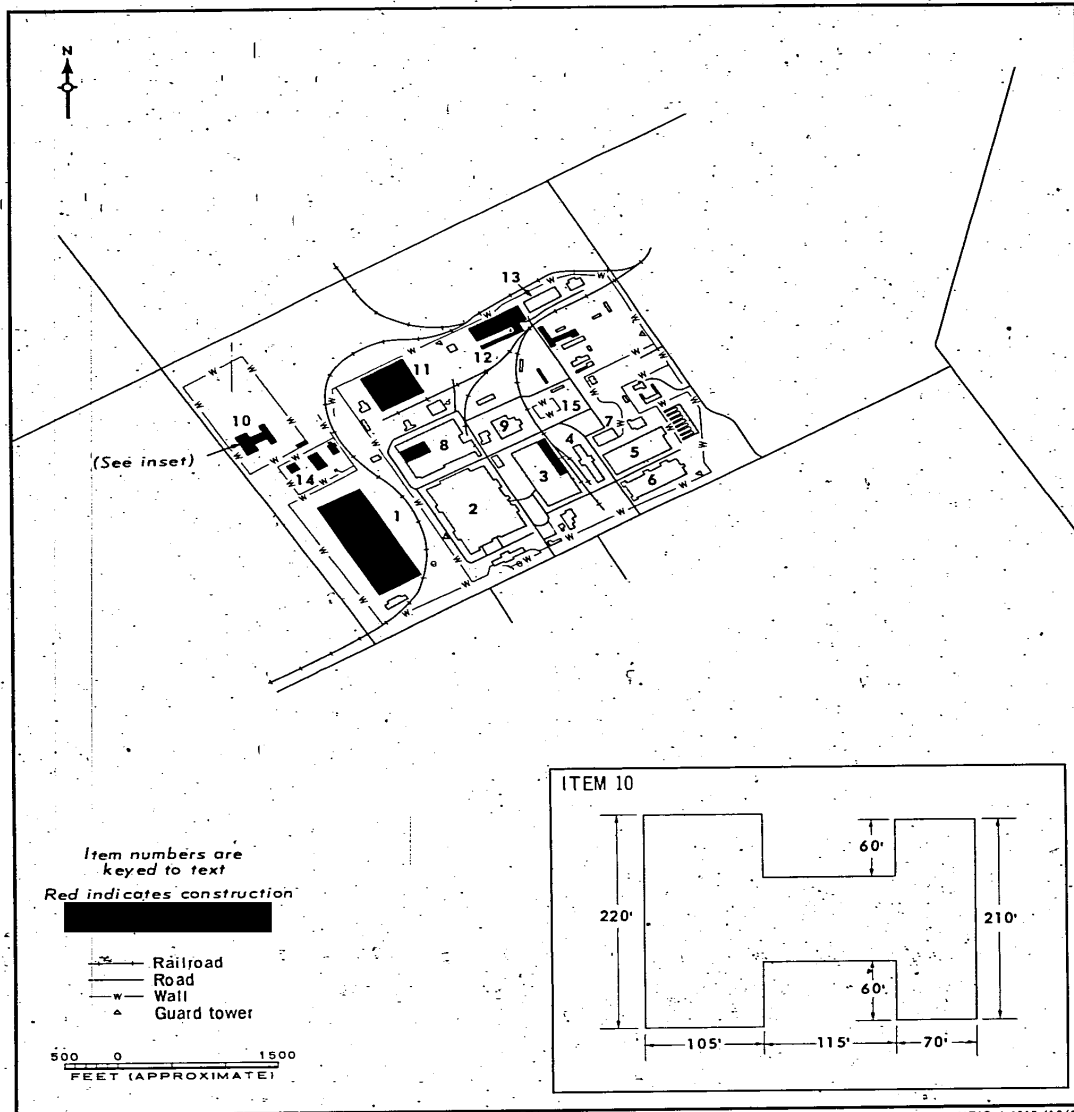 N
13
12
11
10
(See inset)
14
15
9
7
8
4
5
3
6
1
2
ITEM 10
60'
220'
210'
60'
105'
115'
70'
Item numbers are
keyed to text
Red indicates construction
Railroad
Road
W
Wall
Guard tower
500
0
1500
FEET (APPROXIMATE)